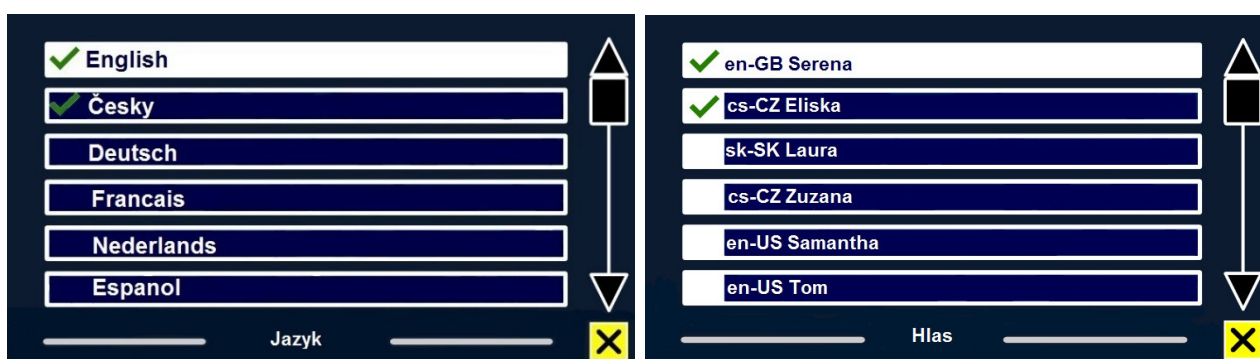 English
Česky
Deutsch
Francais
Nederlands
Espanol
Jazyk
en-GB Serena
cs-CZ Eliska
sk-SK Laura
cs-CZ Zuzana
en-US Samantha
en-US Tom
Hlas